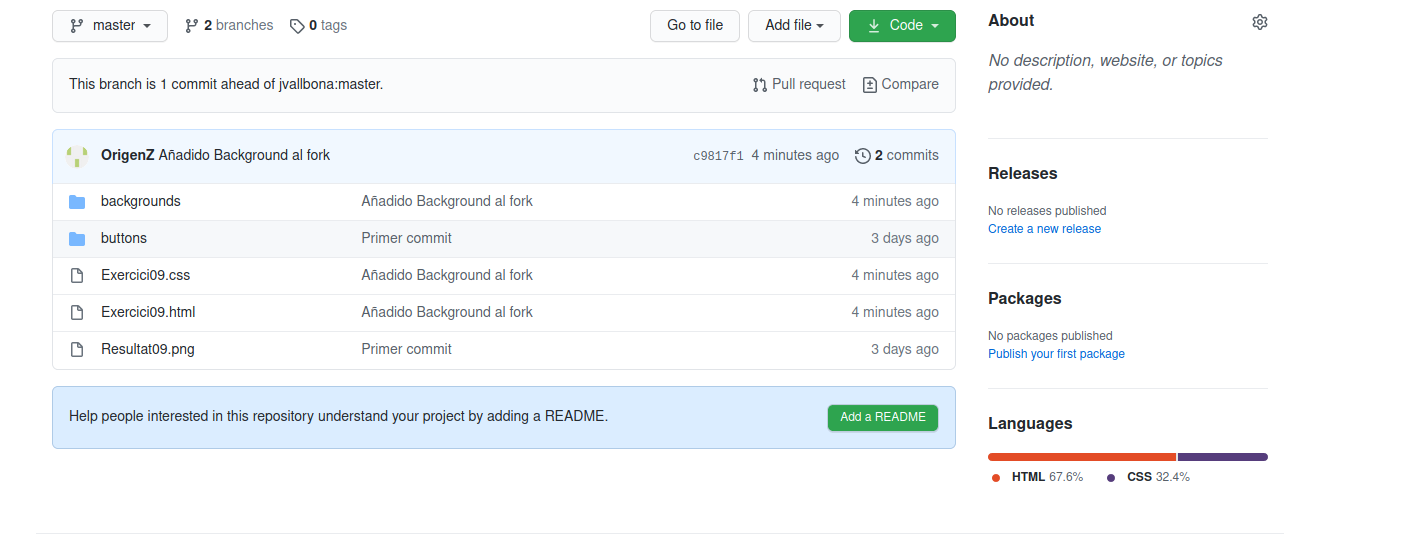 master 2 branches 0 tags Go to file Add file Code
This branch is 1 commit ahead of jvallbona:master. Pull request Compare
OrigenZ Añadido Background al fork c9817f1 4 minutes ago 2 commits
backgrounds Añadido Background al fork 4 minutes ago
buttons Primer commit 3 days ago
Exercici09.css Añadido Background al fork 4 minutes ago
Exercici09.html Añadido Background al fork 4 minutes ago
Resultat09.png Primer commit 3 days ago
Help people interested in this repository understand your project by adding a README. Add a README
About
No description, website, or topics
provided.
Releases
No releases published
Create a new release
Packages
No packages published
Publish your first package
Languages
HTML 67.6% CSS 32.4%